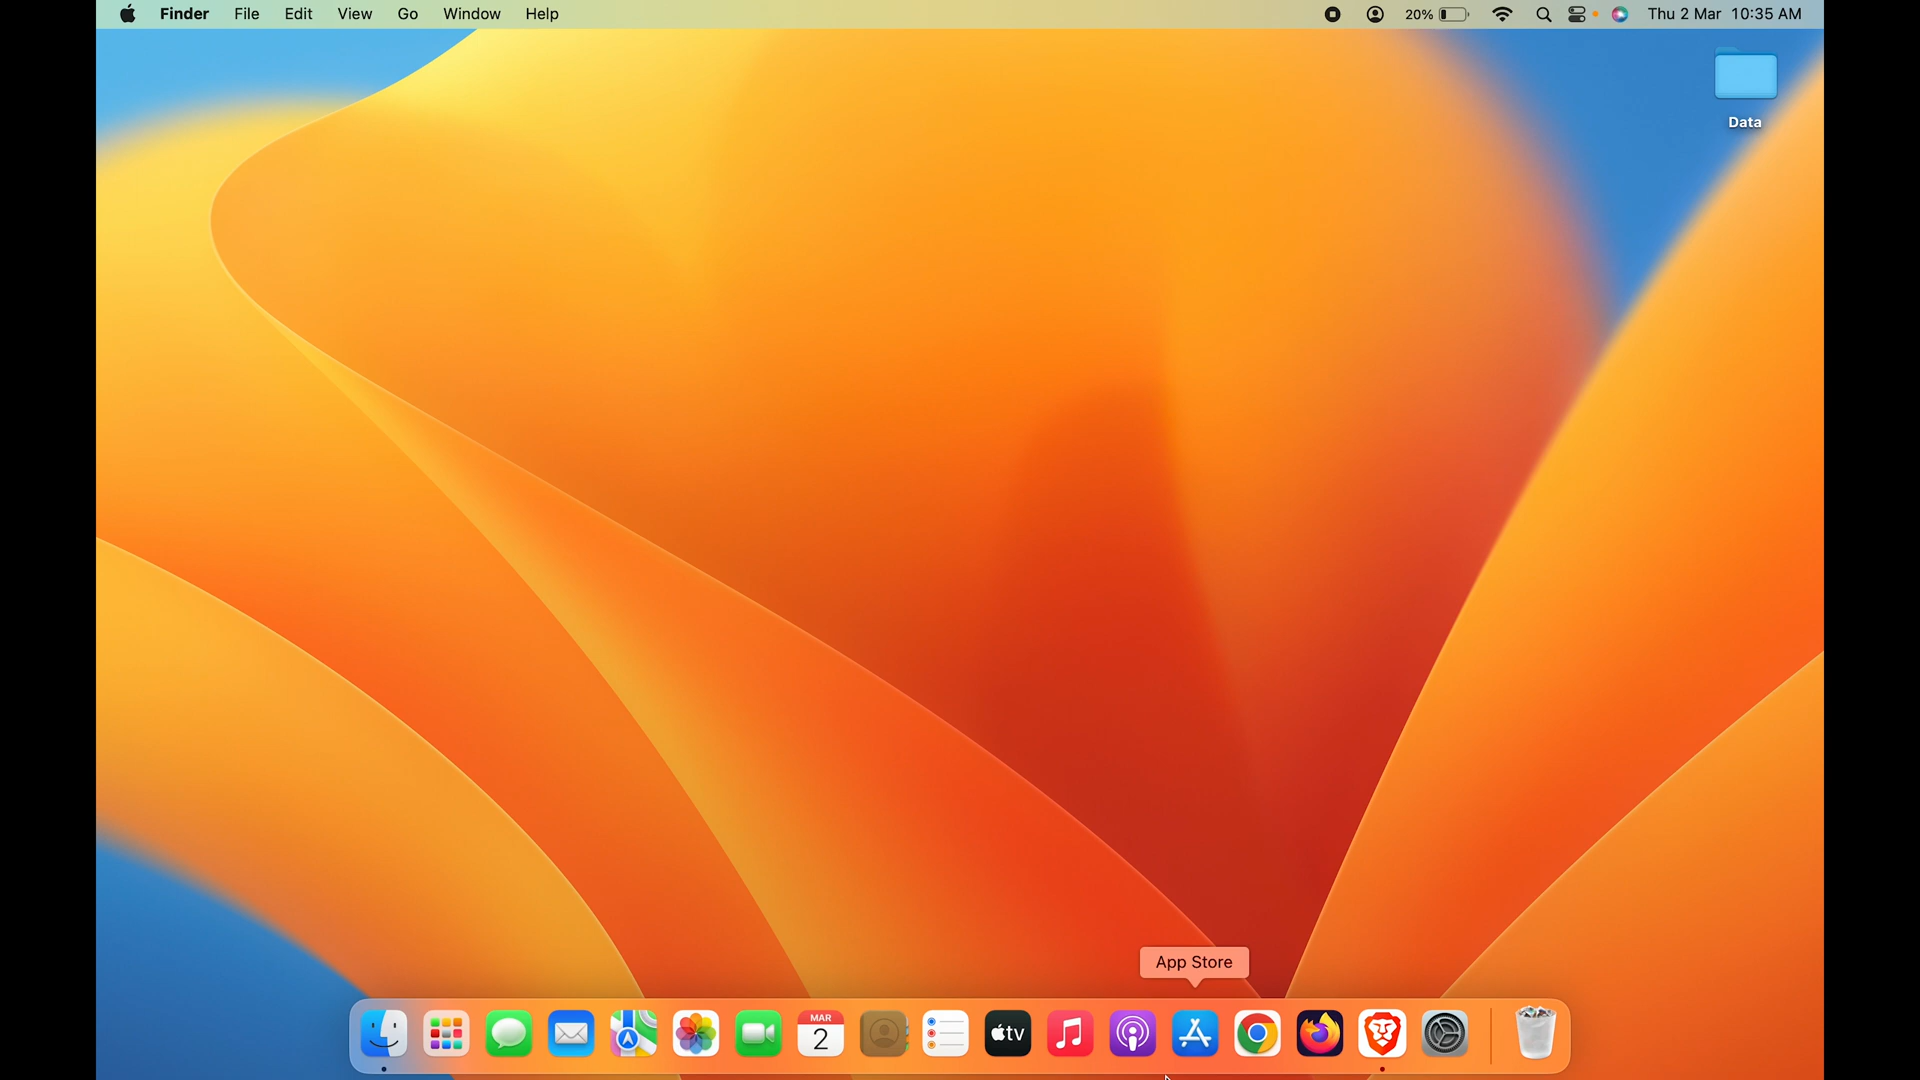 Finder File Edit View Go Window Help 20% Thu 2 Mar 10:35 AM
Data
App Store
MAR
2
tv